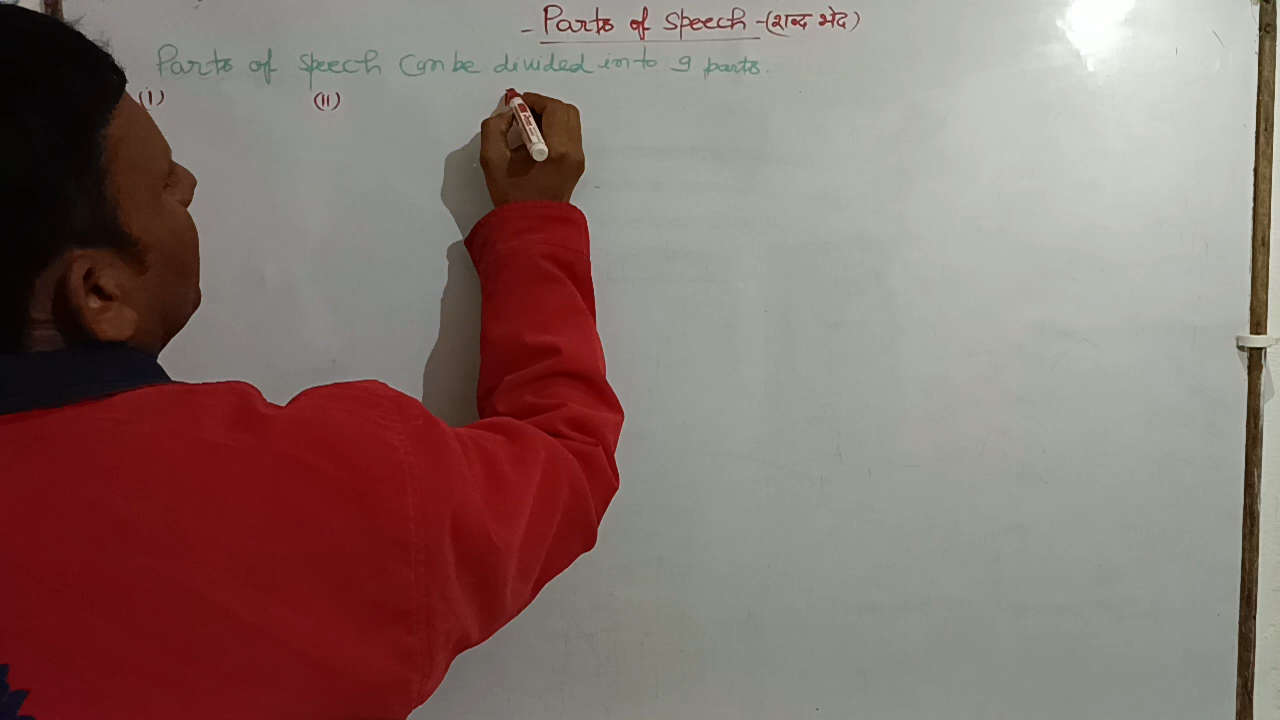 - Parts of speech - (शब्द भेद)
Parts of speech can be divided into 9 parts.
(I) (II)